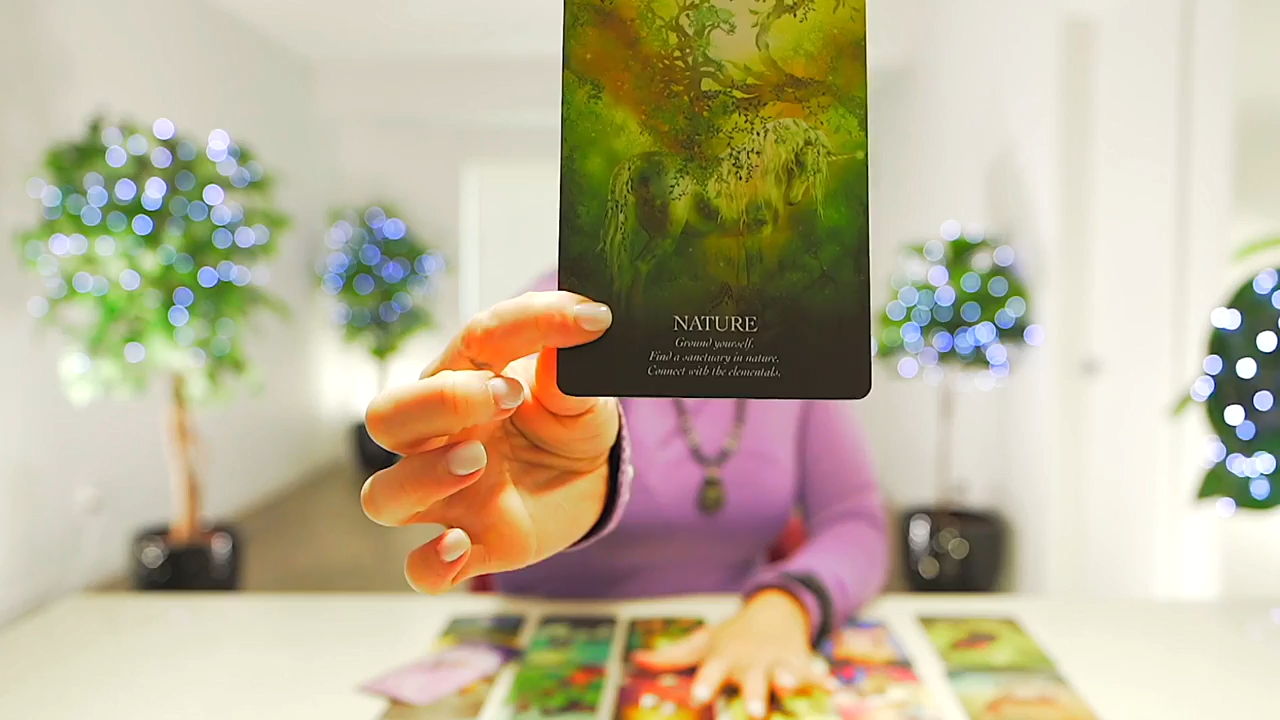 NATURE
Ground yourself.
Find a sanctuary in nature.
Connect with the elementals.